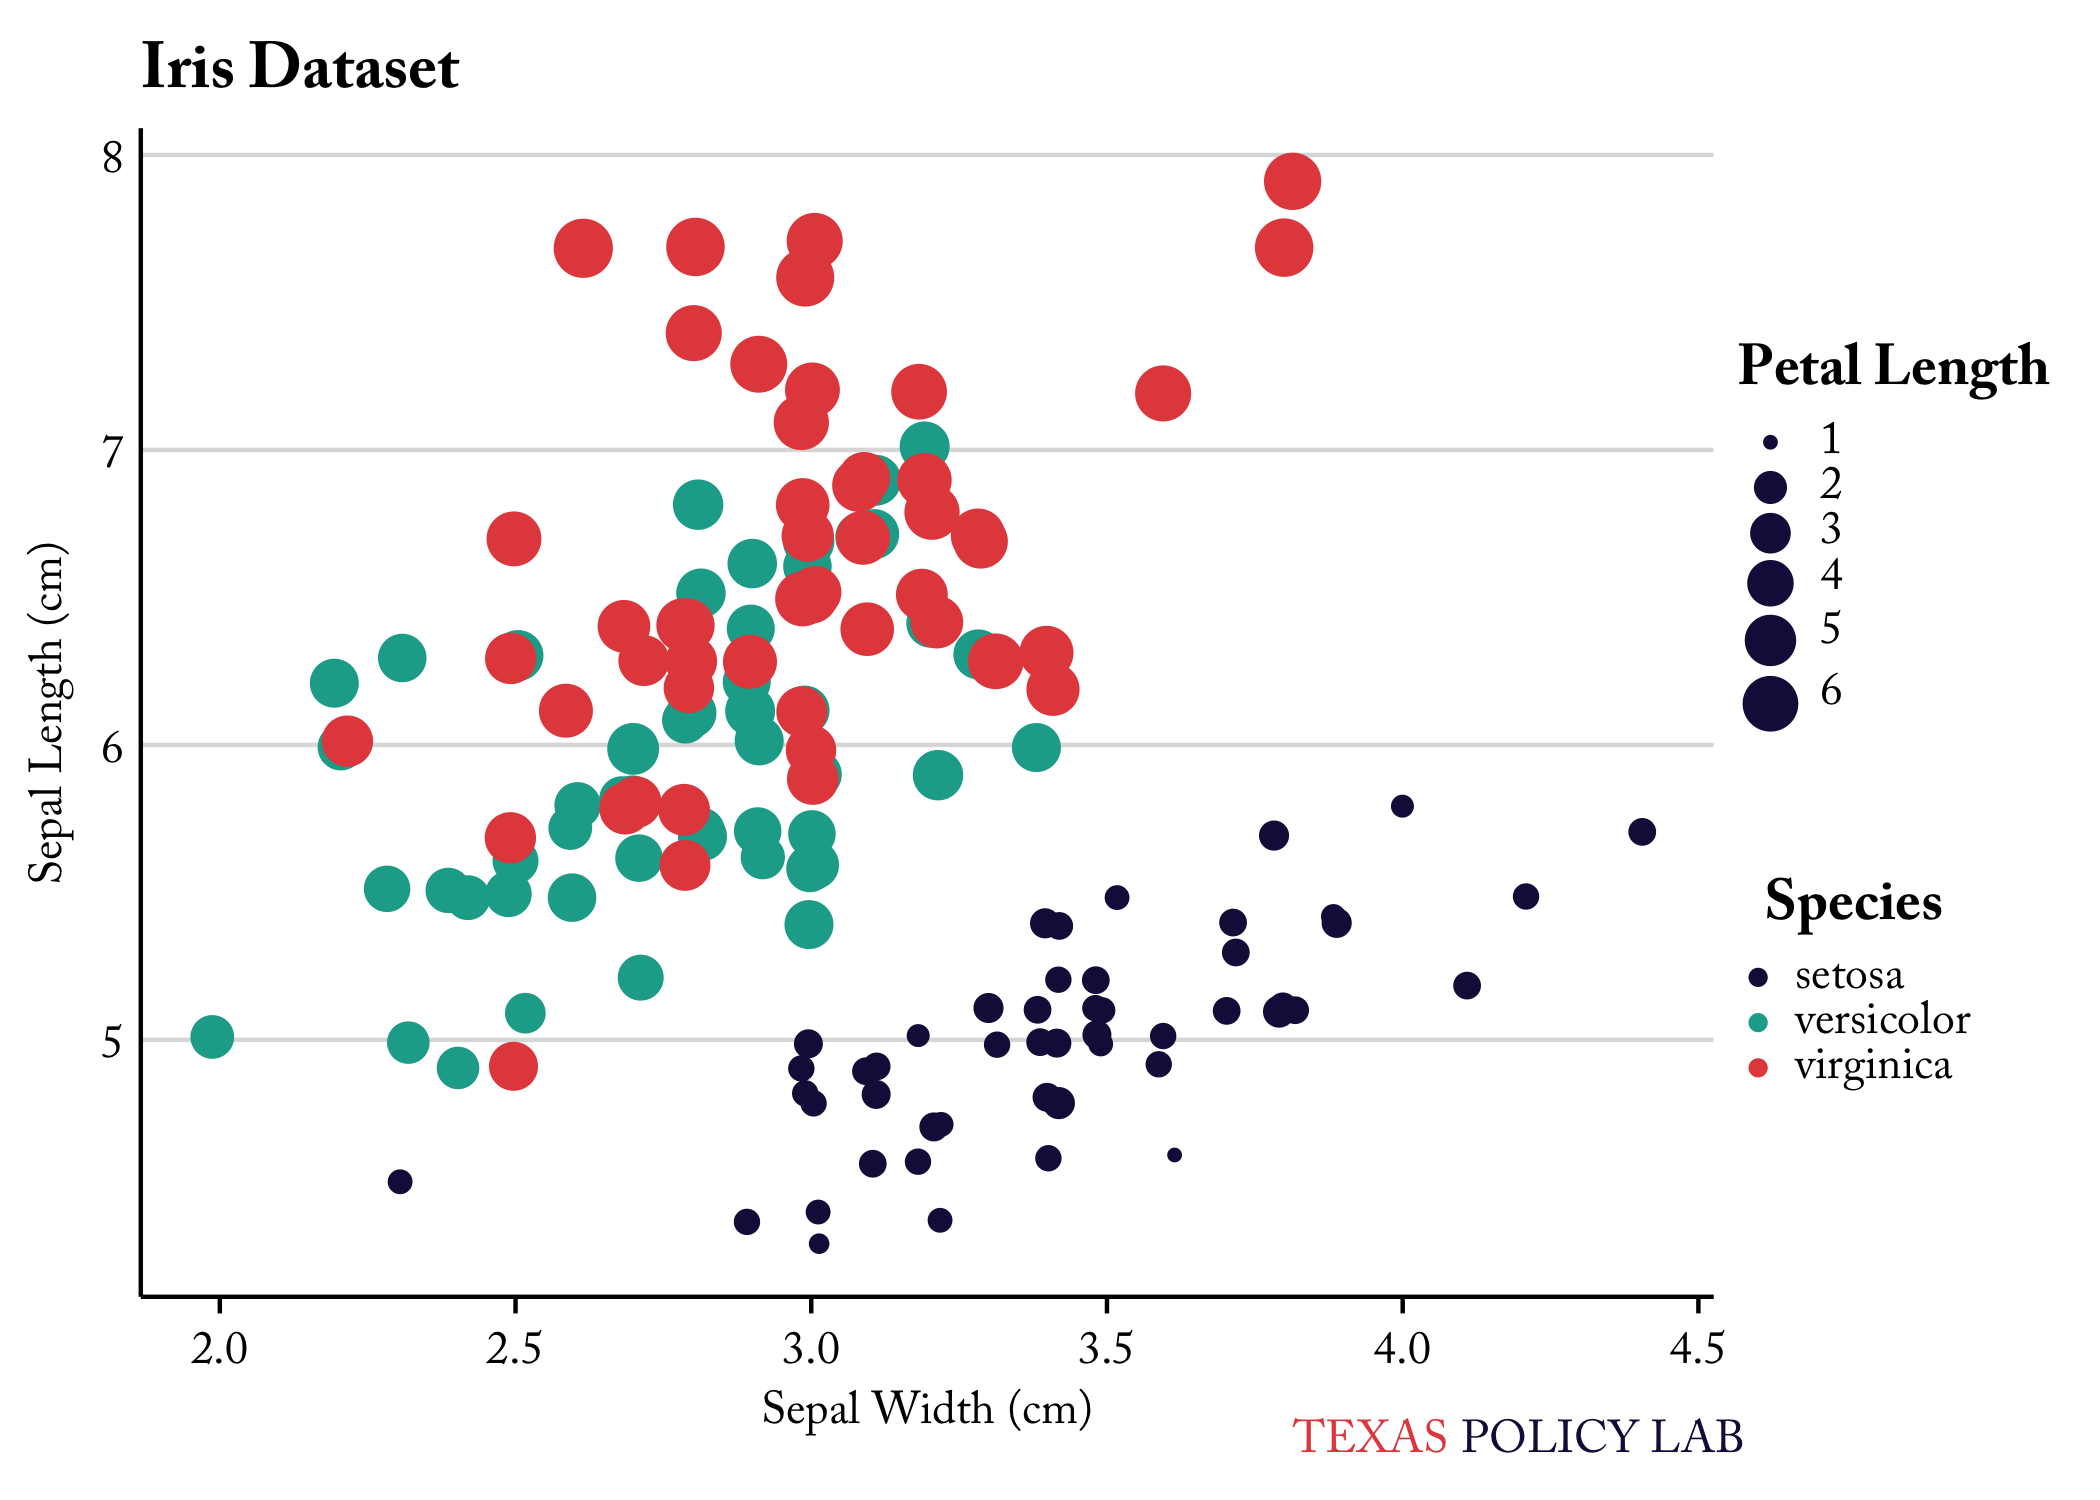 Iris Dataset
8
7
6
5
Sepal Length (cm)
2.0 2.5 3.0 3.5 4.0 4.5
Sepal Width (cm)
Petal Length
1
2
3
4
5
6
Species
setosa
versicolor
virginica
TEXAS POLICY LAB